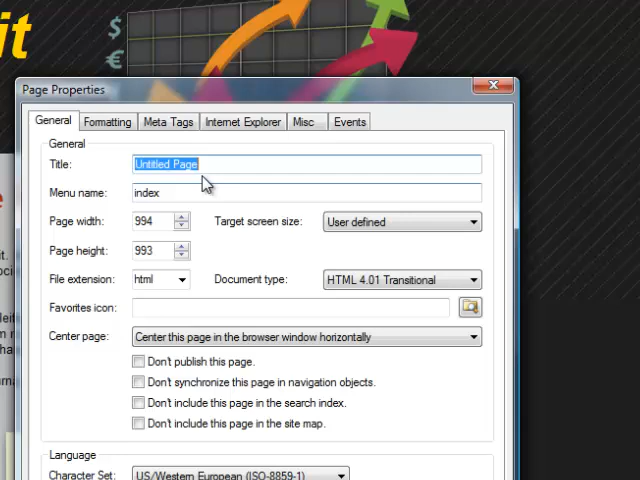 it
$
€
Page Properties
General Formatting Meta Tags Internet Explorer Misc Events
General
Title: Untitled Page
Menu name: index
Page width: 994 Target screen size: User defined
Page height: 993
File extension: html Document type: HTML 4.01 Transitional
Favorites icon:
Center page: Center this page in the browser window horizontally
Don't publish this page.
Don't synchronize this page in navigation objects.
Don't include this page in the search index.
Don't include this page in the site map.
Language
Character Set: US/Western European (ISO-8859-1)